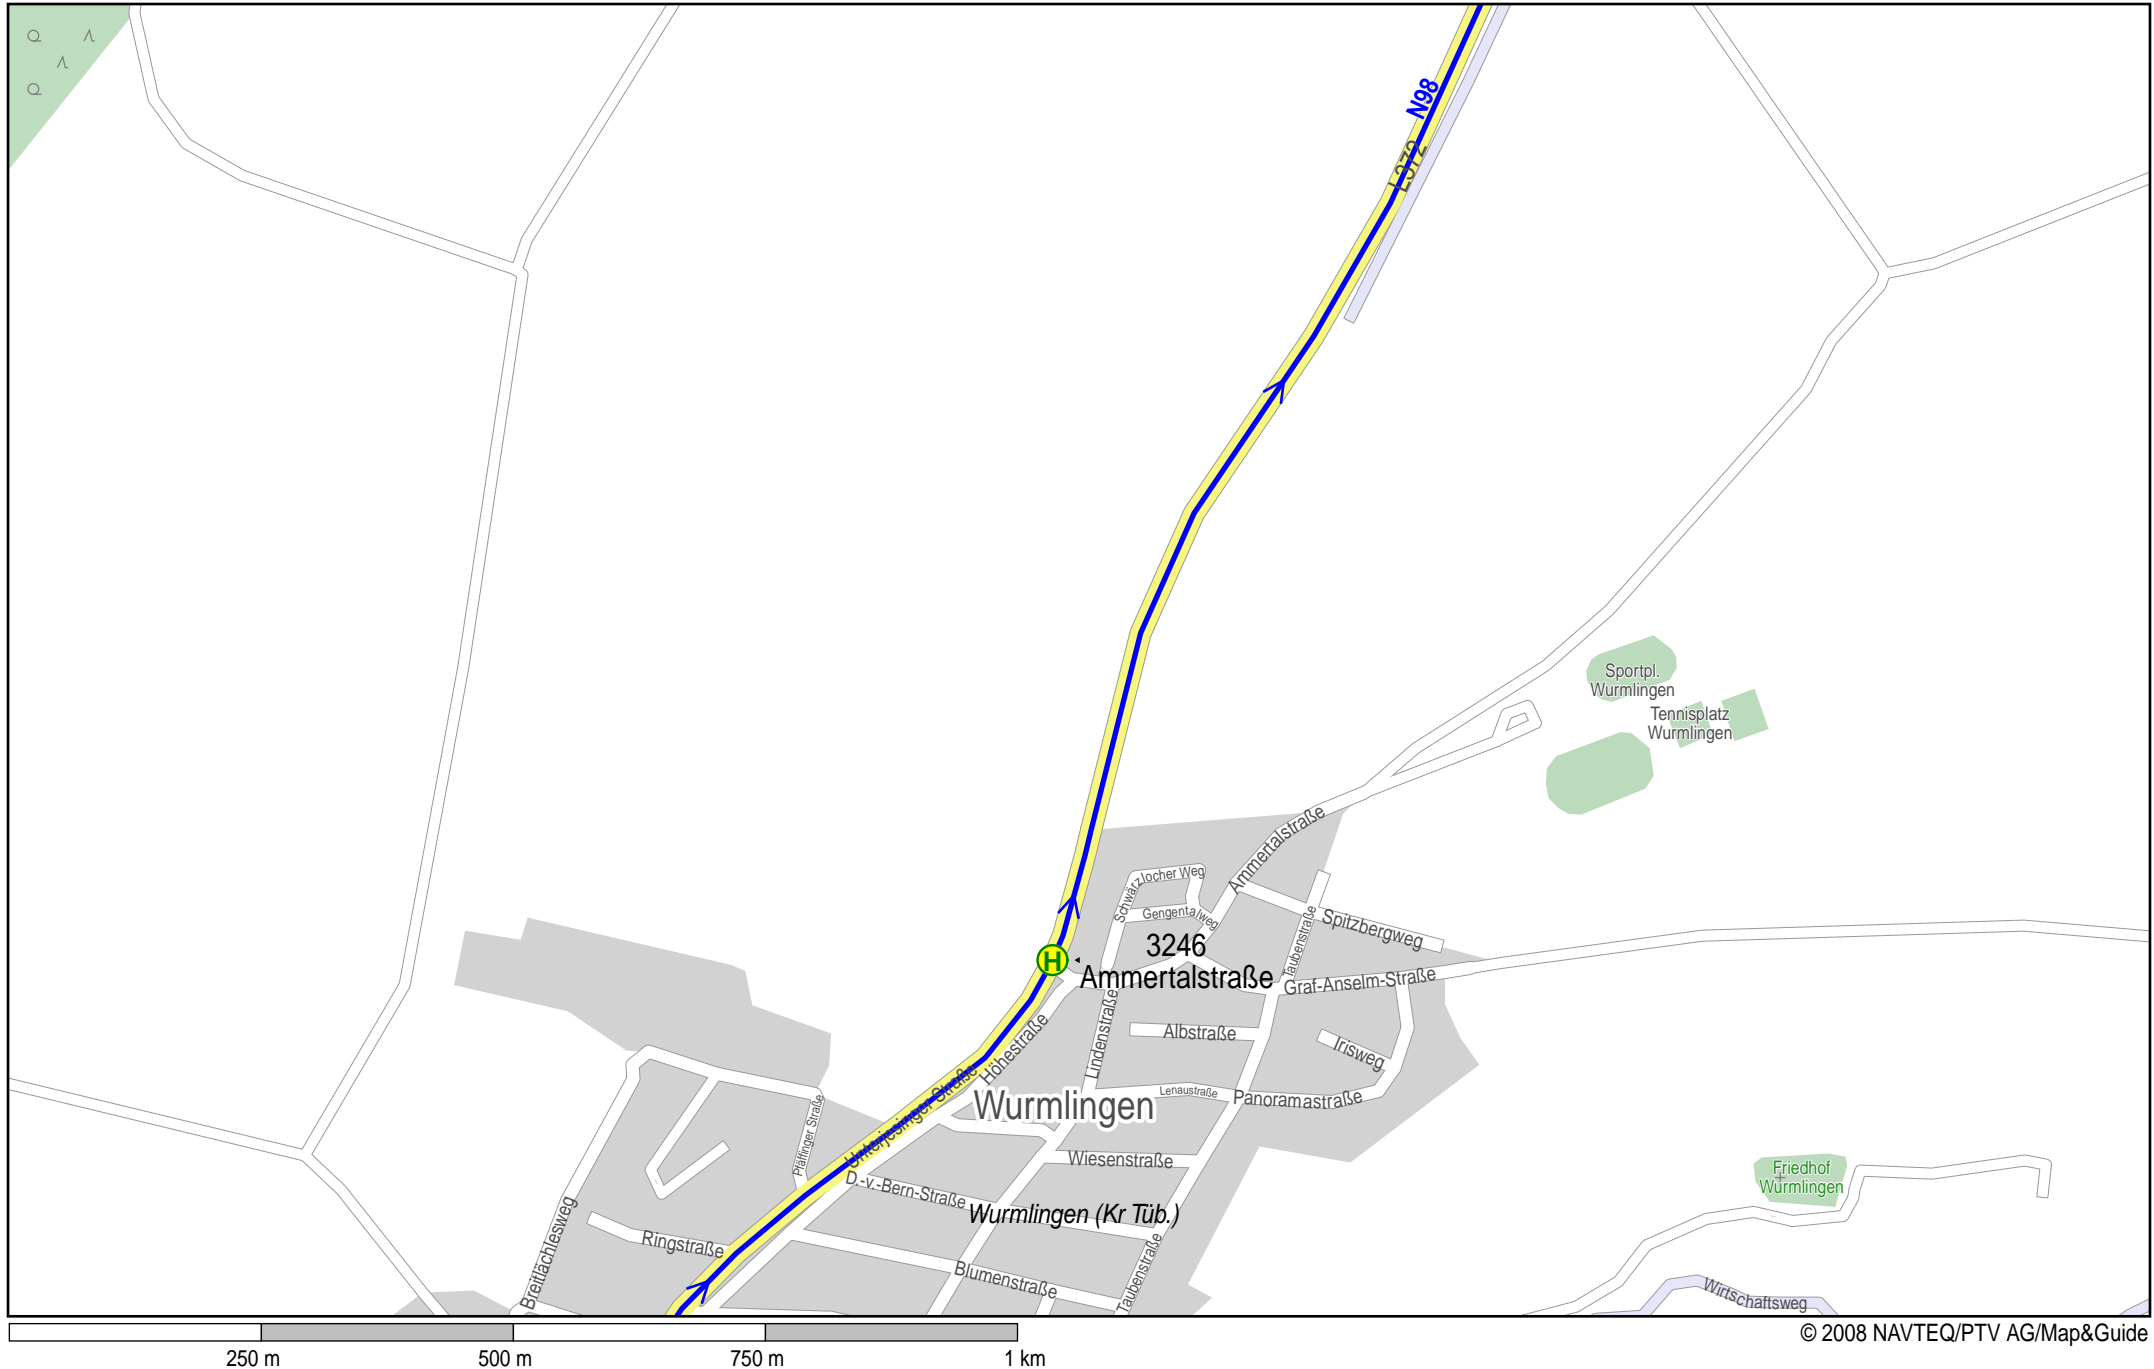 N98
L372
Sportpl.
Wurmlingen
Tennisplatz
Wurmlingen
Ammertalstraße
Schwärzlocher Weg
Gengentalweg
Spitzbergweg
Taubenstraße
3246
Ammertalstraße
H
Graf-Anselm-Straße
Lindenstraße
Höhestraße
Albstraße
Irisweg
Unterjesinger Straße
Lenaustraße
Panoramastraße
Wurmlingen
Pfäffinger Straße
Wiesenstraße
D.-v.-Bern-Straße
Wurmlingen (Kr Tüb.)
Friedhof
Wurmlingen
Breitlächlesweg
Ringstraße
Blumenstraße
Taubenstraße
Wirtschaftsweg
250 m
500 m
750 m
1 km
© 2008 NAVTEQ/PTV AG/Map&Guide